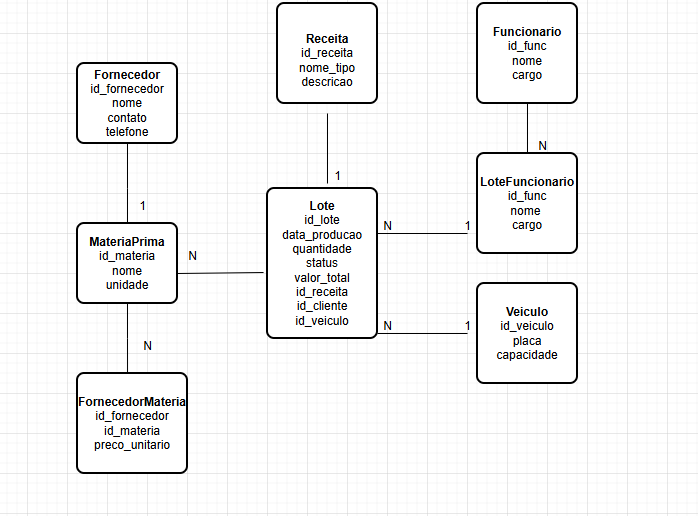 Receita
id_receita
nome_tipo
descricao
Funcionario
id_func
nome
cargo
Fornecedor
id_fornecedor
nome
contato
telefone
N
1
LoteFuncionario
id_func
nome
cargo
1
Lote
id_lote
data_producao
quantidade
status
valor_total
id_receita
id_cliente
id_veiculo
N
1
MateriaPrima
id_materia
nome
unidade
N
Veiculo
id_veiculo
placa
capacidade
N
1
N
FornecedorMateria
id_fornecedor
id_materia
preco_unitario